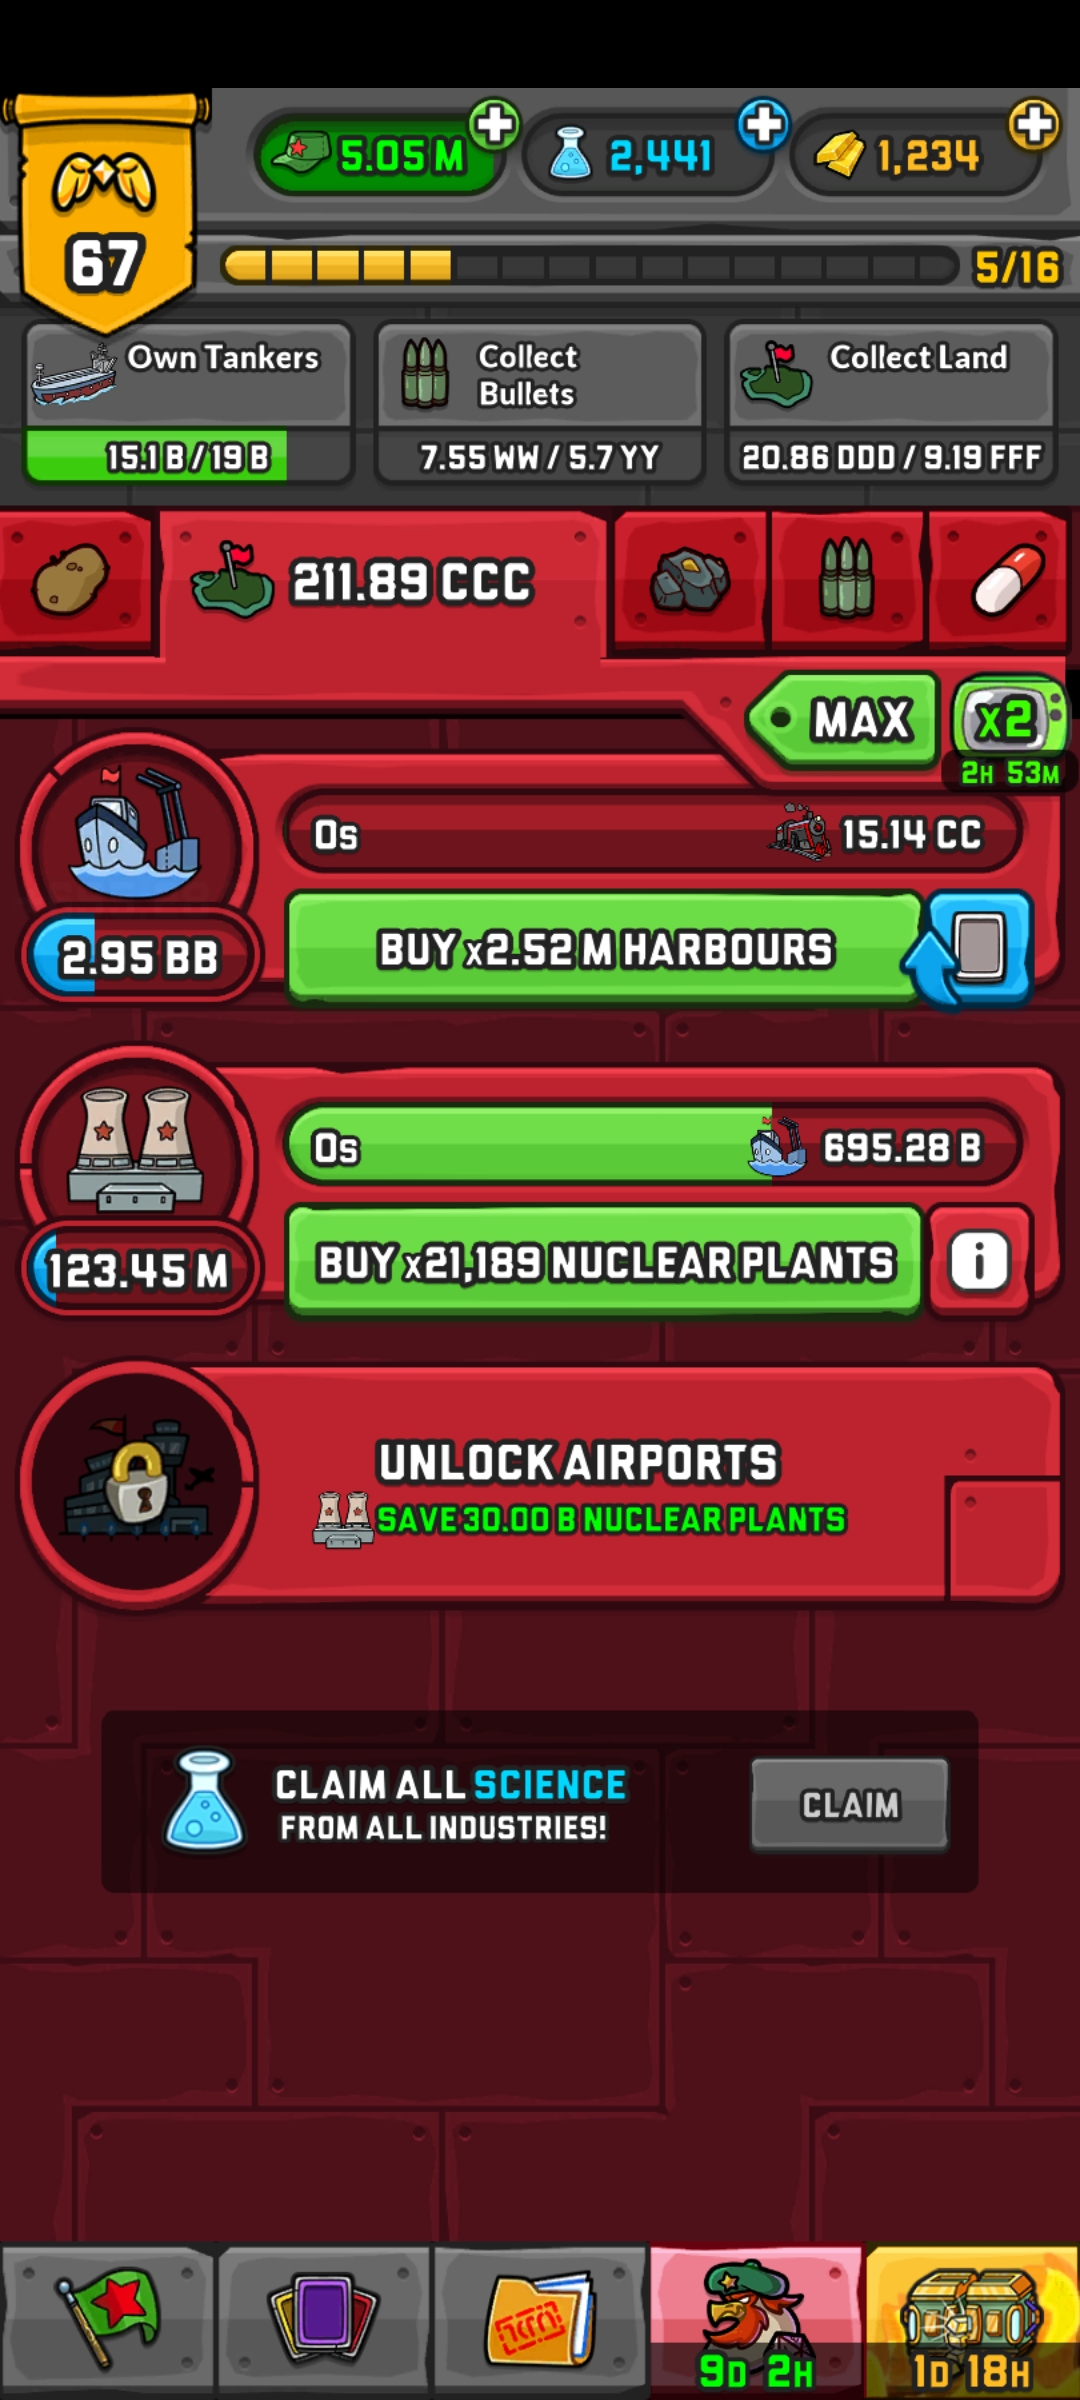 5.05 M
2,441
1,234
67
5/16
Own Tankers
15.1 B / 19 B
Collect
Bullets
7.55 WW / 5.7 YY
Collect Land
20.86 DDD / 9.19 FFF
211.89 CCC
MAX
x2
2H 53M
0s
15.14 CC
2.95 BB
BUY x2.52 M HARBOURS
0s
695.28 B
123.45 M
BUY x21,189 NUCLEAR PLANTS
i
UNLOCK AIRPORTS
SAVE 30.00 B NUCLEAR PLANTS
CLAIM ALL SCIENCE
FROM ALL INDUSTRIES!
CLAIM
9D 2H
1D 18H